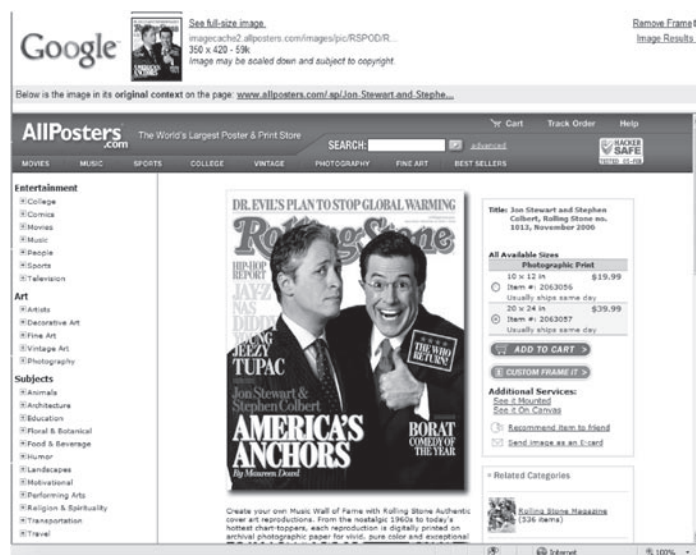 Google
See full-size image.
imagecache2.allposters.com/images/pic/RSPOD/R...
350 x 420 - 59k
Image may be scaled down and subject to copyright.
Remove Frame
Image Results
Below is the image in its original context on the page: www.allposters.com/.sp/Jon-Stewart-and-Stephe...
AllPosters.com
The World's Largest Poster & Print Store
Cart Track Order Help
SEARCH: advanced
HACKER SAFE
MOVIES MUSIC SPORTS COLLEGE VINTAGE PHOTOGRAPHY FINE ART BEST SELLERS
Entertainment
College
Comics
Movies
Music
People
Sports
Television
Art
Artists
Decorative Art
Fine Art
Vintage Art
Photography
Subjects
Animals
Architecture
Education
Floral & Botanical
Food & Beverage
Humor
Landscapes
Motivational
Performing Arts
Religion & Spirituality
Transportation
Travel
DR. EVIL'S PLAN TO STOP GLOBAL WARMING
Rolling Stone
HIP-HOP
REPORT
JAY-Z
NAS
DIDDY
YOUNG
JEEZY
TUPAC
THE WHO
RETURN!
Jon Stewart &
Stephen Colbert
AMERICA'S
ANCHORS
By Maureen Dowd
BORAT
COMEDY OF
THE YEAR
Create your own Music Wall of Fame with Rolling Stone Authentic
cover art reproductions. From the nostalgic 1960s to today's
hottest chart-toppers, each reproduction is digitally printed on
archival photographic paper for vivid, pure color and exceptional
Title: Jon Stewart and Stephen
Colbert, Rolling Stone no.
1013, November 2006
All Available Sizes
Photographic Print
10 x 12 in $19.99
Item #: 2063056
Usually ships same day
20 x 24 in $39.99
Item #: 2063057
Usually ships same day
ADD TO CART
CUSTOM FRAME IT
Additional Services:
See it Mounted
See it On Canvas
Recommend item to friend
Send image as an E-card
Related Categories
Rolling Stone Magazine
(536 items)
Internet
100%